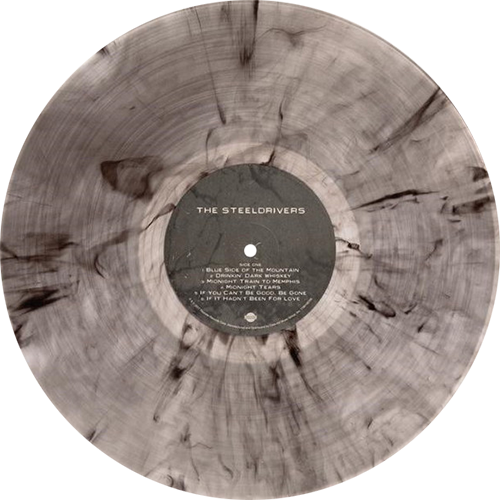 THE STEELDRIVERS
SIDE ONE
1. BLUE SIDE OF THE MOUNTAIN
2. DRINKIN' DARK WHISKEY
3. MIDNIGHT TRAIN TO MEMPHIS
4. MIDNIGHT TEARS
5. IF YOU CAN'T BE GOOD, BE GONE
6. IF IT HADN'T BEEN FOR LOVE